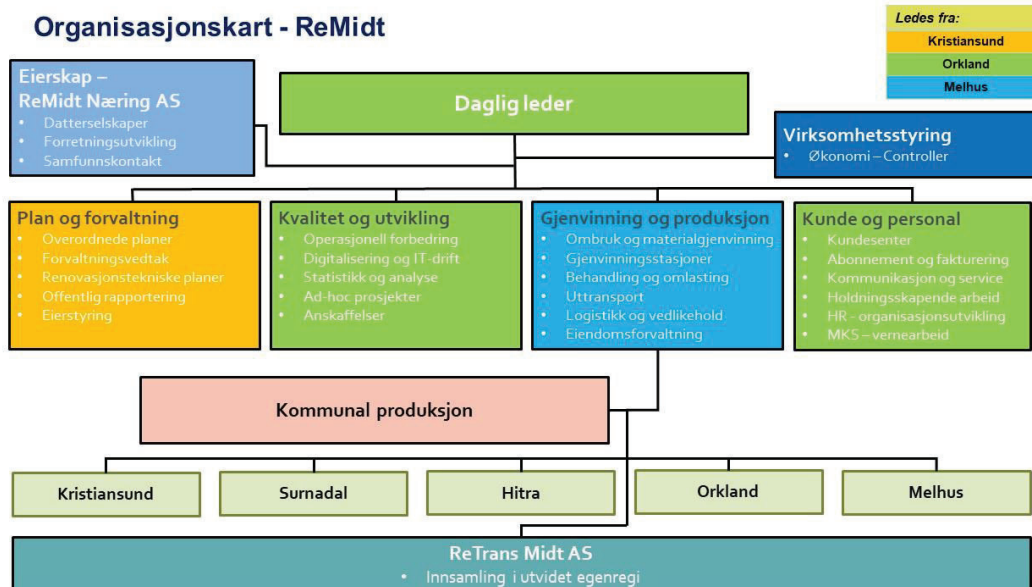 Organisasjonskart - ReMidt
Ledes fra:
Kristiansund
Orkland
Melhus
Eierskap –
ReMidt Næring AS
• Datterselskaper
• Forretningsutvikling
• Samfunnskontakt
Daglig leder
Virksomhetsstyring
• Økonomi – Controller
Plan og forvaltning
• Overordnede planer
• Forvaltningsvedtak
• Renovasjonstekniske planer
• Offentlig rapportering
• Eierstyring
Kvalitet og utvikling
• Operasjonell forbedring
• Digitalisering og IT-drift
• Statistikk og analyse
• Ad-hoc prosjekter
• Anskaffelser
Gjenvinning og produksjon
• Ombruk og materialgjenvinning
• Gjenvinningsstasjoner
• Behandling og omlasting
• Uttransport
• Logistikk og vedlikehold
• Eiendomsforvaltning
Kunde og personal
• Kundesenter
• Abonnement og fakturering
• Kommunikasjon og service
• Holdningsskapende arbeid
• HR - organisasjonsutvikling
• MKS – vernearbeid
Kommunal produksjon
Kristiansund
Surnadal
Hitra
Orkland
Melhus
ReTrans Midt AS
• Innsamling i utvidet egenregi